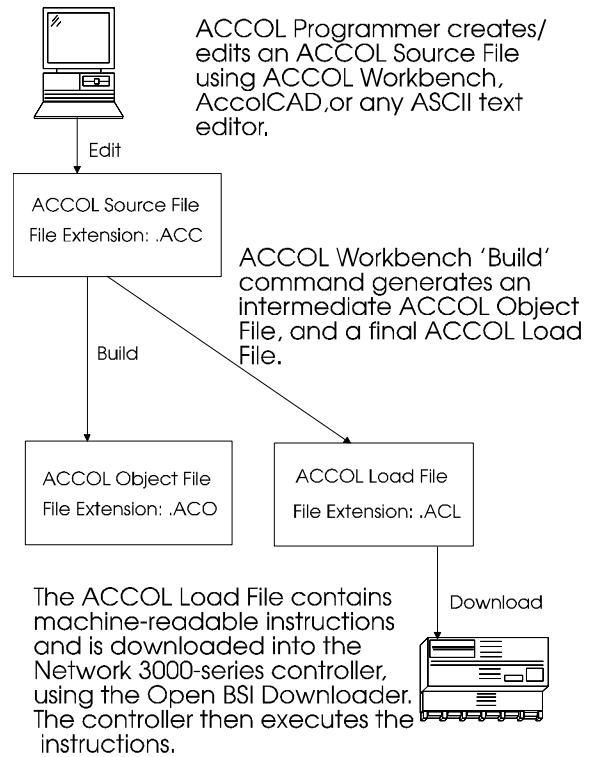 ACCOL Programmer creates/
edits an ACCOL Source File
using ACCOL Workbench,
AccolCAD,or any ASCII text
editor.
Edit
ACCOL Source File
File Extension: .ACC
ACCOL Workbench ‘Build‘
command generates an
intermediate ACCOL Object
File, and a final ACCOL Load
File.
Build
ACCOL Object File
File Extension: .ACO
ACCOL Load File
File Extension: .ACL
The ACCOL Load File contains
machine-readable instructions
and is downloaded into the
Network 3000-series controller,
using the Open BSI Downloader.
The controller then executes the
instructions.
Download